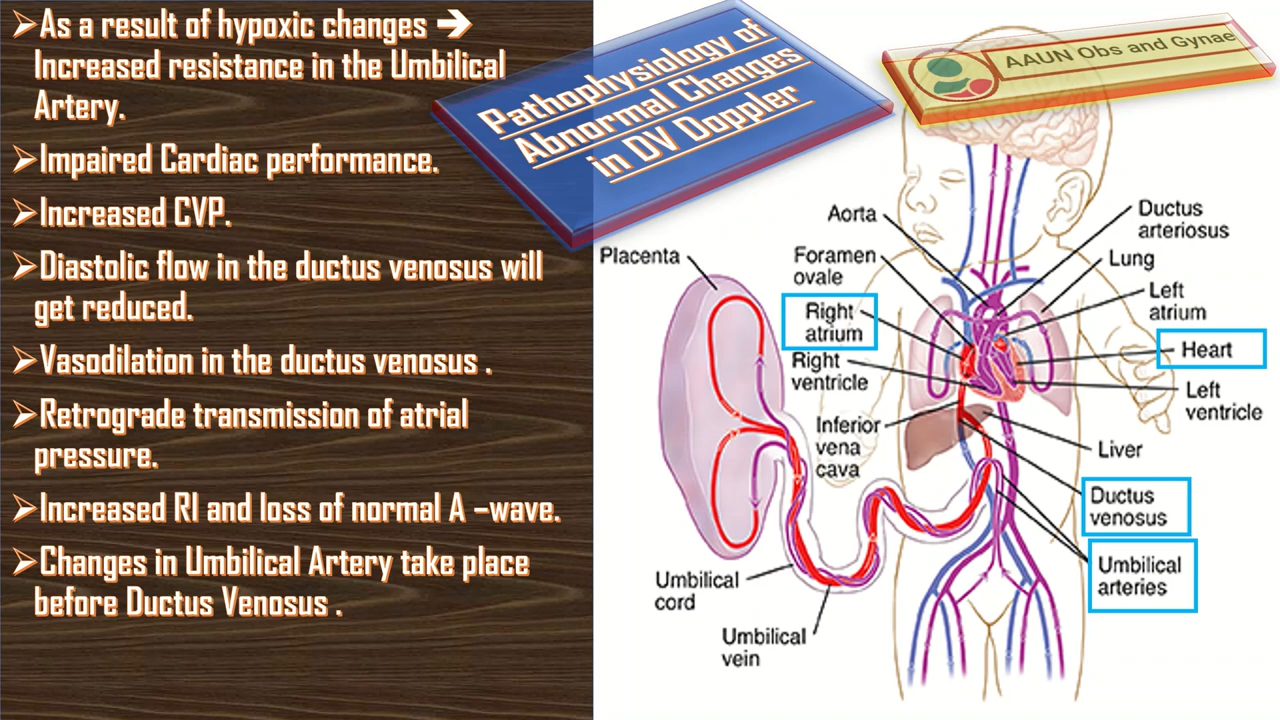 ➢As a result of hypoxic changes ➔
Increased resistance in the Umbilical
Artery.
➢Impaired Cardiac performance.
➢Increased CVP.
➢Diastolic flow in the ductus venosus will
get reduced.
➢Vasodilation in the ductus venosus .
➢Retrograde transmission of atrial
pressure.
➢Increased RI and loss of normal A –wave.
➢Changes in Umbilical Artery take place
before Ductus Venosus .
Pathophysiology of
Abnormal Changes
in DV Doppler
AAUN Obs and Gynae
Aorta
Ductus
arteriosus
Placenta
Foramen
ovale
Lung
Left
atrium
Right
atrium
Heart
Right
ventricle
Left
ventricle
Inferior
vena
cava
Liver
Ductus
venosus
Umbilical
arteries
Umbilical
cord
Umbilical
vein